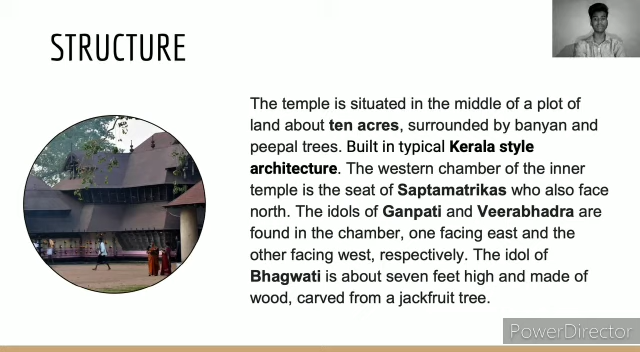 STRUCTURE
The temple is situated in the middle of a plot of
land about ten acres, surrounded by banyan and
peepal trees. Built in typical Kerala style
architecture. The western chamber of the inner
temple is the seat of Saptamatrikas who also face
north. The idols of Ganpati and Veerabhadra are
found in the chamber, one facing east and the
other facing west, respectively. The idol of
Bhagwati is about seven feet high and made of
wood, carved from a jackfruit tree.
PowerDirector